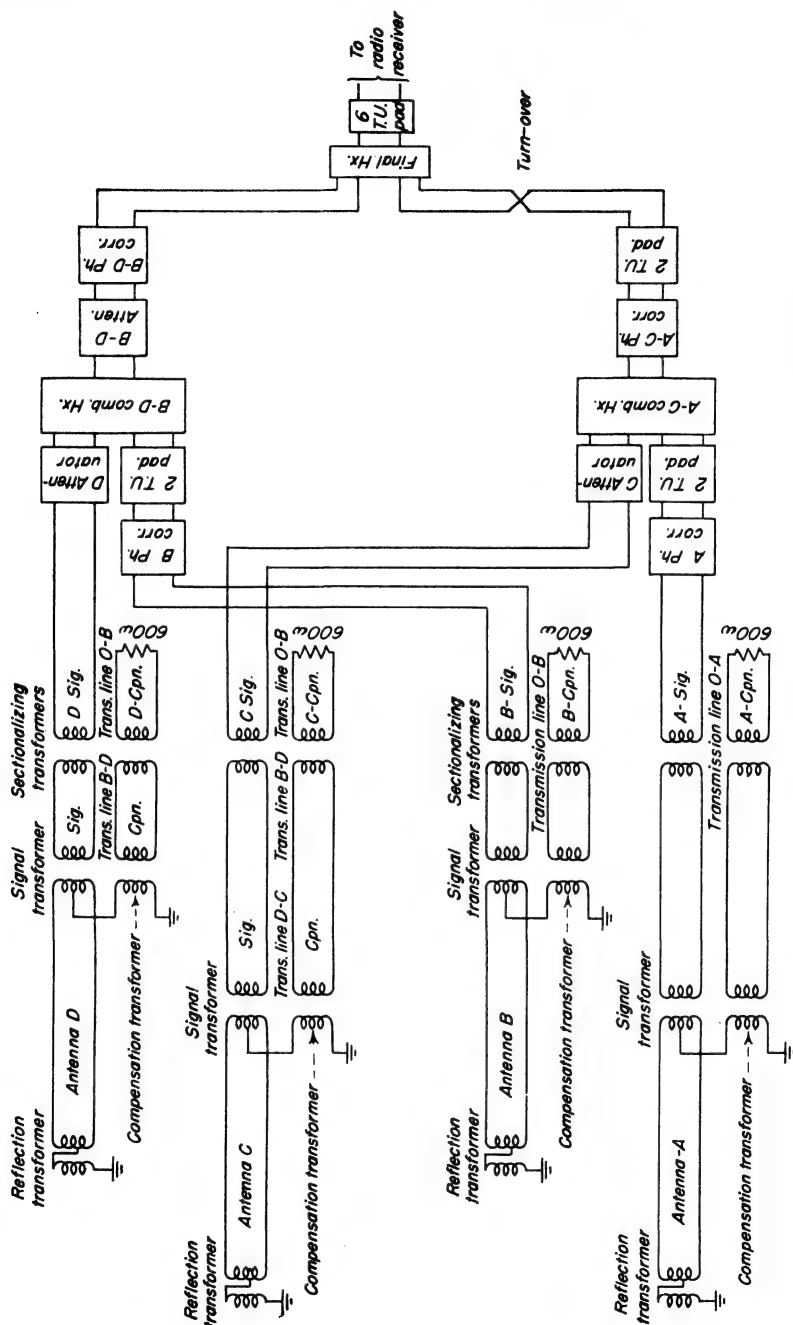 To
radio
receiver
6
T.U.
pad
Final Hx.
Turn-over
B-D Ph.
corr.
B-D
Atten.
B-D comb. Hx.
D Atten-
uator
2 T.U.
pad.
B Ph.
corr.
2 T.U.
pad.
A-C Ph.
corr.
A-C comb. Hx.
C Atten-
uator
2 T.U.
pad.
A Ph.
corr.
Reflection
transformer
Antenna D
Signal
transformer
Compensation transformer
Sectionalizing
transformers
Sig.
Trans. line B-D
Cpn.
D Sig.
Trans. line O-B
D-Cpn.
600ω
Reflection
transformer
Antenna C
Signal
transformer
Compensation transformer
Sig.
Trans. line D-C
Trans. line B-D
Cpn.
C Sig.
Trans. line O-B
C-Cpn.
600ω
Reflection
transformer
Antenna B
Signal
transformer
Compensation transformer
Sectionalizing
transformers
B- Sig.
Transmission line O-B
B-Cpn.
600ω
Reflection
transformer
Antenna-A
Signal
transformer
Compensation transformer
A- Sig.
Transmission line O-A
A-Cpn.
600ω